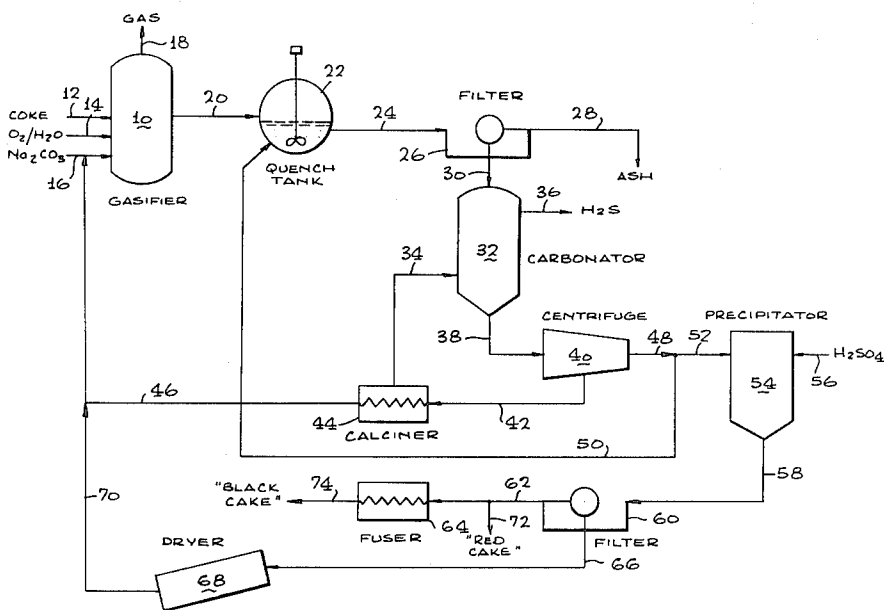 GAS
18
12
14
COKE
O2/H2O
Na2CO3
16
10
GASIFIER
20
22
QUENCH
TANK
24
FILTER
26
28
ASH
30
36
H2S
32
CARBONATOR
34
38
CENTRIFUGE
40
48
PRECIPITATOR
52
54
H2SO4
56
46
44
CALCINER
42
50
58
70
"BLACK
CAKE"
74
64
FUSER
62
72
"RED
CAKE"
60
FILTER
66
DRYER
68